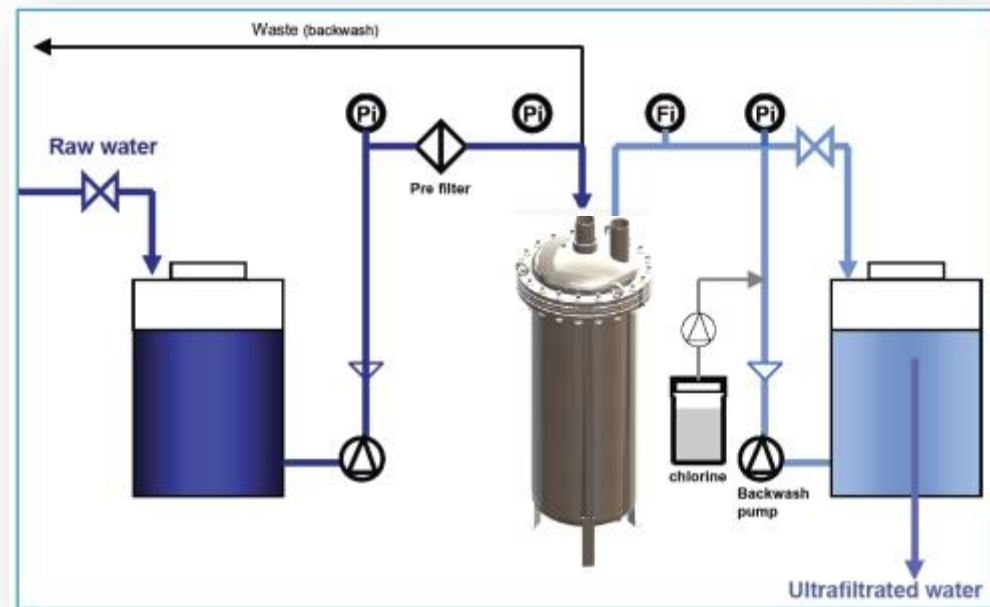 Waste (backwash)
Pi
Pi
Fi
Pi
Raw water
Pre filter
chlorine
Backwash
pump
Ultrafiltrated water